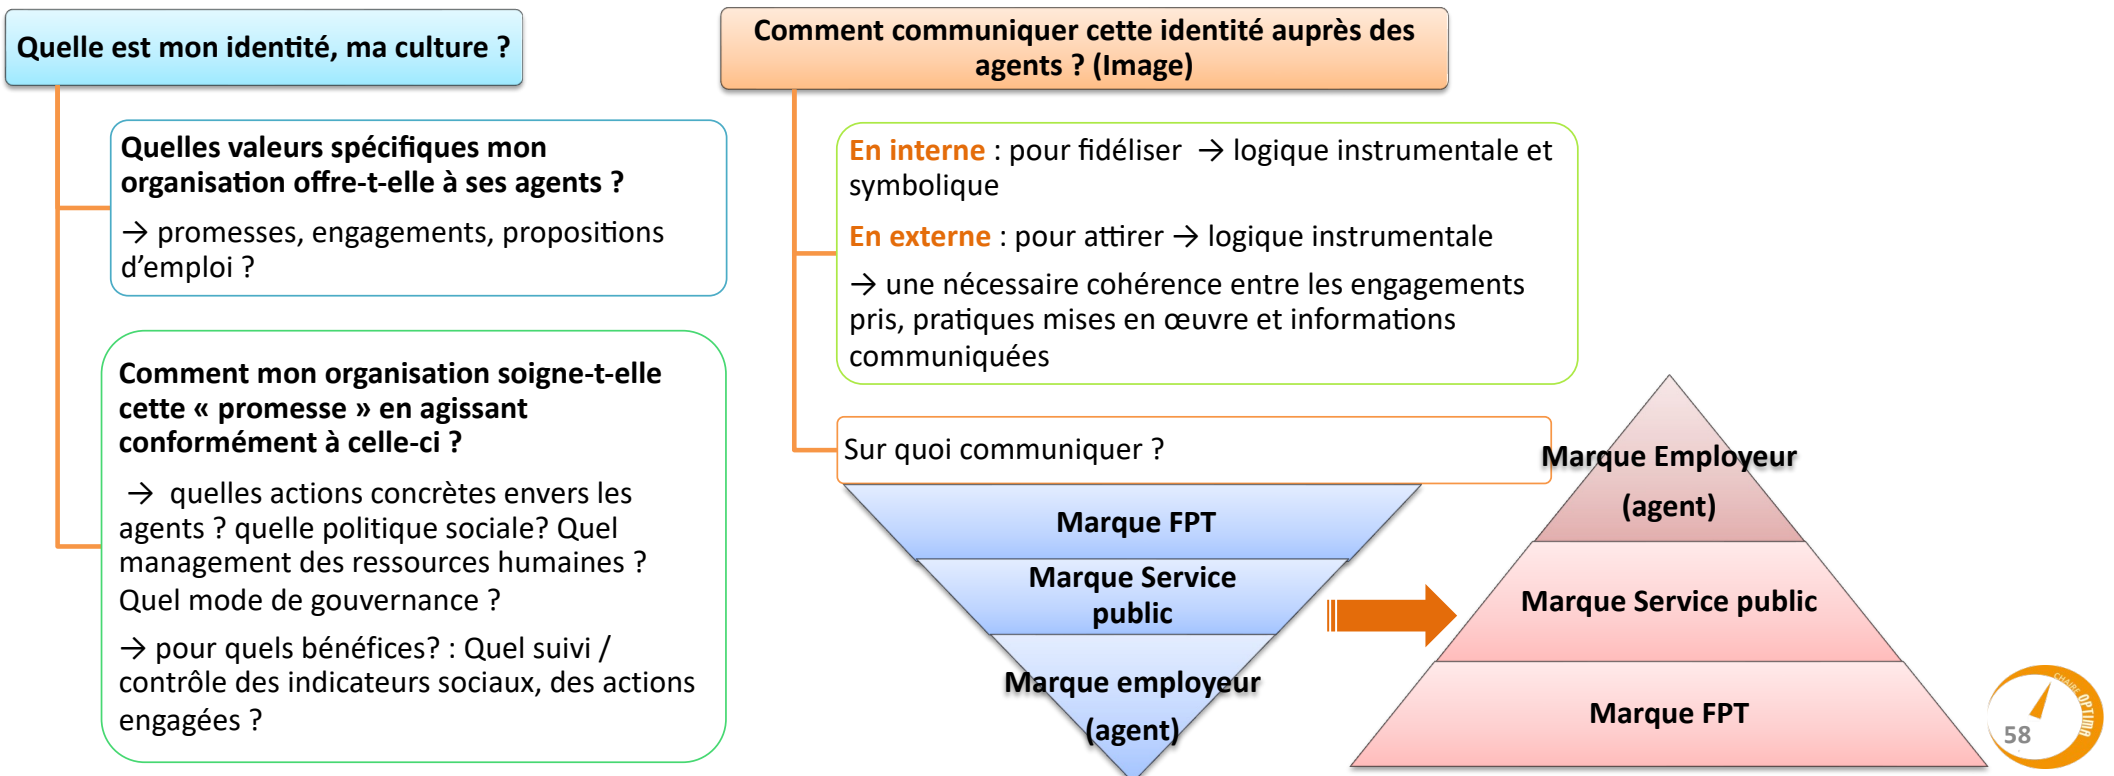 Quelle est mon identité, ma culture ?
Quelles valeurs spécifiques mon
organisation offre-t-elle à ses agents ?
→ promesses, engagements, propositions
d’emploi ?
Comment mon organisation soigne-t-elle
cette « promesse » en agissant
conformément à celle-ci ?
→ quelles actions concrètes envers les
agents ? quelle politique sociale? Quel
management des ressources humaines ?
Quel mode de gouvernance ?
→ pour quels bénéfices? : Quel suivi /
contrôle des indicateurs sociaux, des actions
engagées ?
Comment communiquer cette identité auprès des
agents ? (Image)
En interne : pour fidéliser → logique instrumentale et
symbolique
En externe : pour attirer → logique instrumentale
→ une nécessaire cohérence entre les engagements
pris, pratiques mises en œuvre et informations
communiquées
Sur quoi communiquer ?
Marque FPT
Marque Service
public
Marque employeur
(agent)
Marque Employeur
(agent)
Marque Service public
Marque FPT
CHAIRE OPTIMA
58